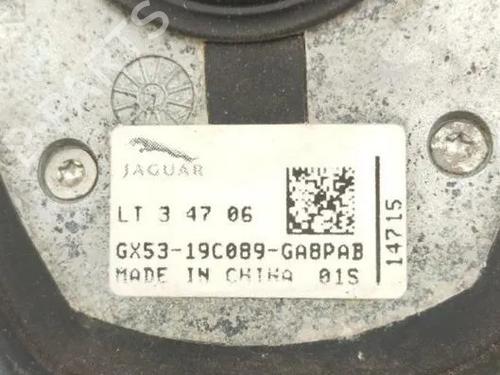 JAGUAR
LT 3 47 06
GX53-19C089-GA8PAB
MADE IN CHINA 01S
14715